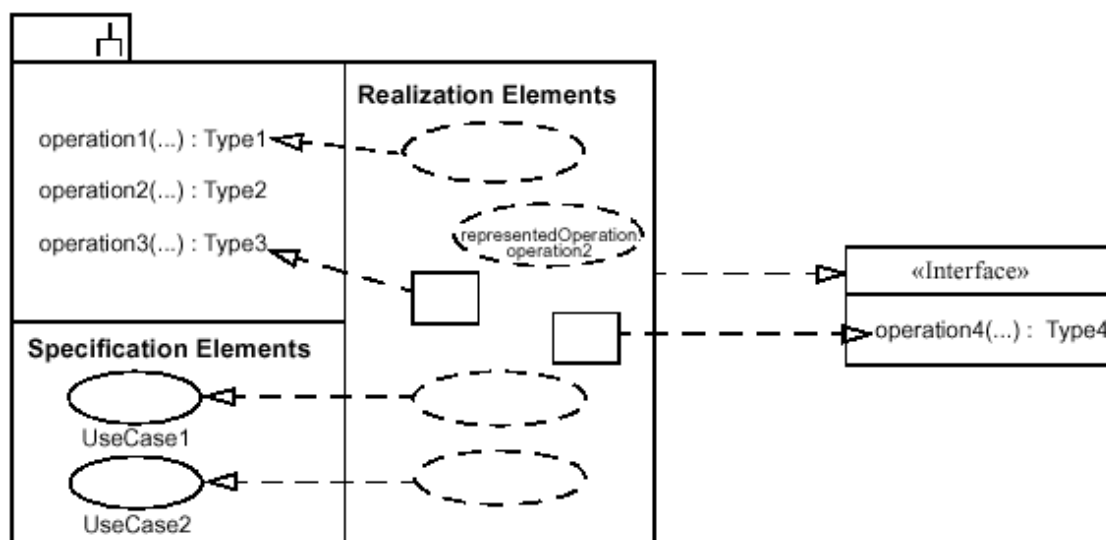 Realization Elements
operation1(...) : Type1
operation2(...) : Type2
representedOperation:
operation2
operation3(...) : Type3
«Interface»
operation4(...) : Type4
Specification Elements
UseCase1
UseCase2